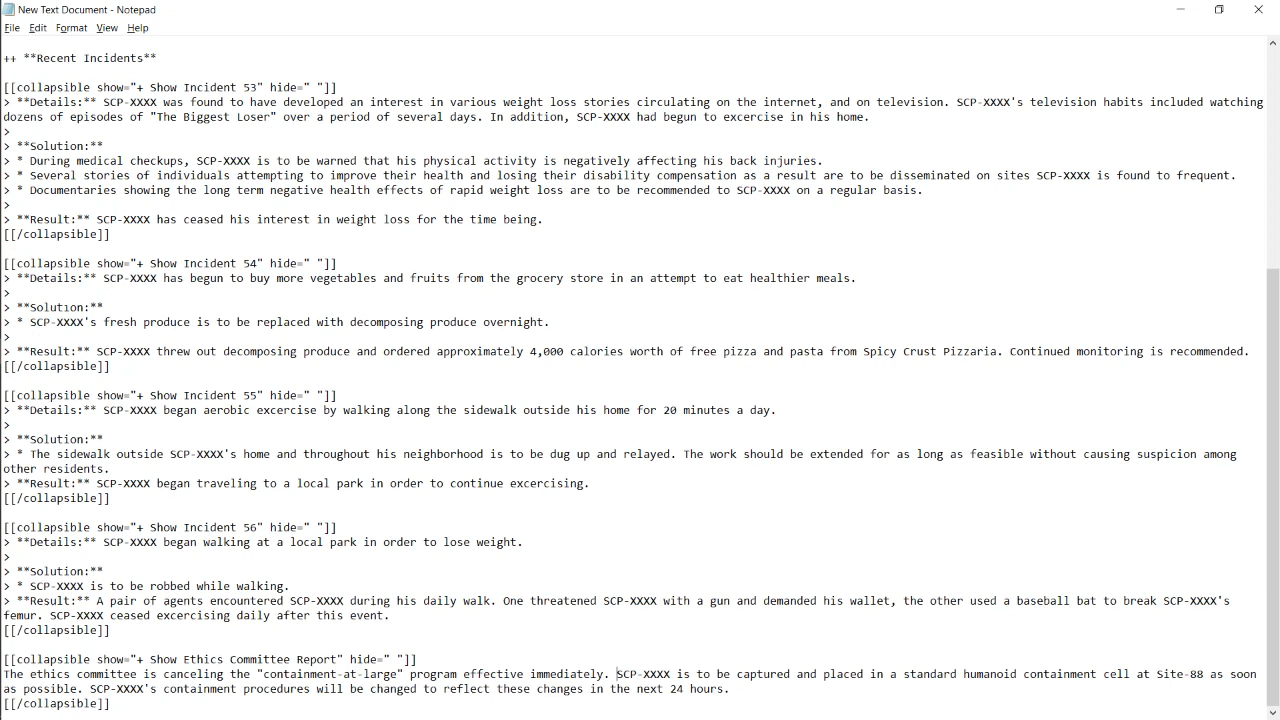 New Text Document - Notepad
File Edit Format View Help
++ **Recent Incidents**
[[collapsible show="+ Show Incident 53" hide=" "]]
> **Details:** SCP-XXXX was found to have developed an interest in various weight loss stories circulating on the internet, and on television. SCP-XXXX's television habits included watching
dozens of episodes of "The Biggest Loser" over a period of several days. In addition, SCP-XXXX had begun to excercise in his home.
>
> **Solution:**
> * During medical checkups, SCP-XXXX is to be warned that his physical activity is negatively affecting his back injuries.
> * Several stories of individuals attempting to improve their health and losing their disability compensation as a result are to be disseminated on sites SCP-XXXX is found to frequent.
> * Documentaries showing the long term negative health effects of rapid weight loss are to be recommended to SCP-XXXX on a regular basis.
>
> **Result:** SCP-XXXX has ceased his interest in weight loss for the time being.
[[/collapsible]]
[[collapsible show="+ Show Incident 54" hide=" "]]
> **Details:** SCP-XXXX has begun to buy more vegetables and fruits from the grocery store in an attempt to eat healthier meals.
>
> **Solution:**
> * SCP-XXXX's fresh produce is to be replaced with decomposing produce overnight.
>
> **Result:** SCP-XXXX threw out decomposing produce and ordered approximately 4,000 calories worth of free pizza and pasta from Spicy Crust Pizzaria. Continued monitoring is recommended.
[[/collapsible]]
[[collapsible show="+ Show Incident 55" hide=" "]]
> **Details:** SCP-XXXX began aerobic excercise by walking along the sidewalk outside his home for 20 minutes a day.
>
> **Solution:**
> * The sidewalk outside SCP-XXXX's home and throughout his neighborhood is to be dug up and relayed. The work should be extended for as long as feasible without causing suspicion among
other residents.
> **Result:** SCP-XXXX began traveling to a local park in order to continue excercising.
[[/collapsible]]
[[collapsible show="+ Show Incident 56" hide=" "]]
> **Details:** SCP-XXXX began walking at a local park in order to lose weight.
>
> **Solution:**
> * SCP-XXXX is to be robbed while walking.
> **Result:** A pair of agents encountered SCP-XXXX during his daily walk. One threatened SCP-XXXX with a gun and demanded his wallet, the other used a baseball bat to break SCP-XXXX's
femur. SCP-XXXX ceased excercising daily after this event.
[[/collapsible]]
[[collapsible show="+ Show Ethics Committee Report" hide=" "]]
The ethics committee is canceling the "containment-at-large" program effective immediately. SCP-XXXX is to be captured and placed in a standard humanoid containment cell at Site-88 as soon
as possible. SCP-XXXX's containment procedures will be changed to reflect these changes in the next 24 hours.
[[/collapsible]]